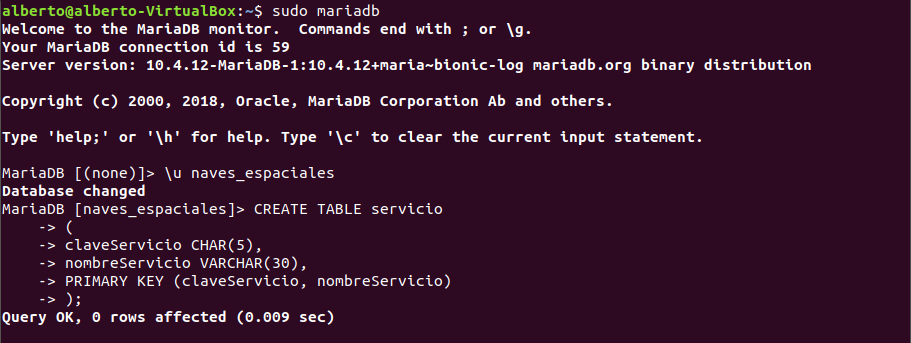 alberto@alberto-VirtualBox:~$ sudo mariadb
Welcome to the MariaDB monitor.  Commands end with ; or \g.
Your MariaDB connection id is 59
Server version: 10.4.12-MariaDB-1:10.4.12+maria~bionic-log mariadb.org binary distribution

Copyright (c) 2000, 2018, Oracle, MariaDB Corporation Ab and others.

Type 'help;' or '\h' for help. Type '\c' to clear the current input statement.

MariaDB [(none)]> \u naves_espaciales
Database changed
MariaDB [naves_espaciales]> CREATE TABLE servicio
    -> (
    -> claveServicio CHAR(5),
    -> nombreServicio VARCHAR(30),
    -> PRIMARY KEY (claveServicio, nombreServicio)
    -> );
Query OK, 0 rows affected (0.009 sec)